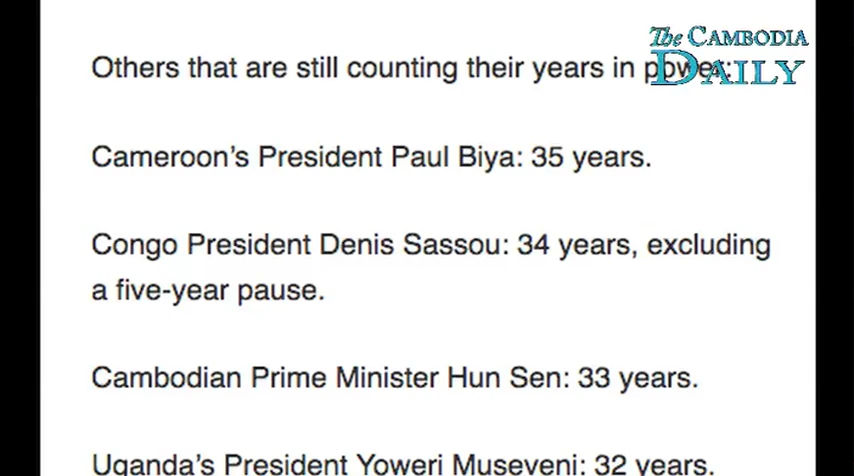 The CAMBODIA
DAILY
Others that are still counting their years in power:
Cameroon’s President Paul Biya: 35 years.
Congo President Denis Sassou: 34 years, excluding
a five-year pause.
Cambodian Prime Minister Hun Sen: 33 years.
Uganda’s President Yoweri Museveni: 32 years.